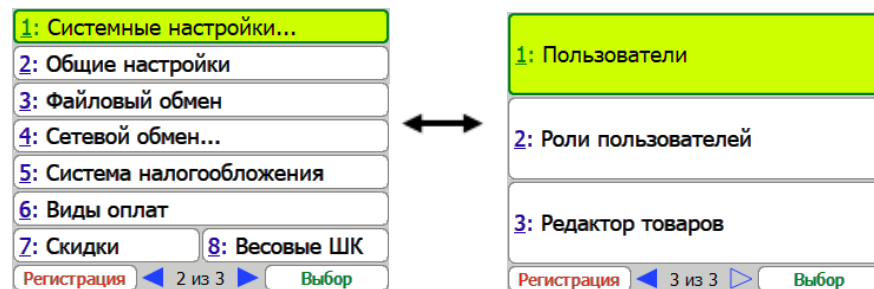 1: Системные настройки...
2: Общие настройки
3: Файловый обмен
4: Сетевой обмен...
5: Система налогообложения
6: Виды оплат
7: Скидки 8: Весовые ШК
Регистрация 2 из 3 Выбор
1: Пользователи
2: Роли пользователей
3: Редактор товаров
Регистрация 3 из 3 Выбор